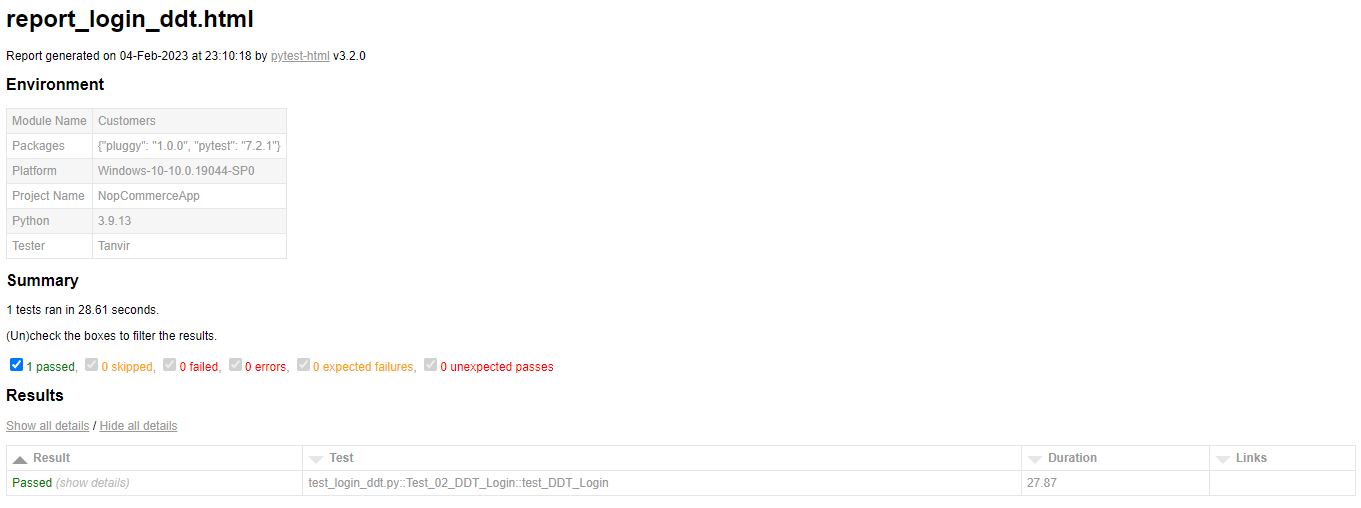 report_login_ddt.html
Report generated on 04-Feb-2023 at 23:10:18 by pytest-html v3.2.0
Environment
Module Name Customers
Packages {"pluggy": "1.0.0", "pytest": "7.2.1"}
Platform Windows-10-10.0.19044-SP0
Project Name NopCommerceApp
Python 3.9.13
Tester Tanvir
Summary
1 tests ran in 28.61 seconds.
(Un)check the boxes to filter the results.
1 passed, 0 skipped, 0 failed, 0 errors, 0 expected failures, 0 unexpected passes
Results
Show all details / Hide all details
Result Test Duration Links
Passed (show details) test_login_ddt.py::Test_02_DDT_Login::test_DDT_Login 27.87